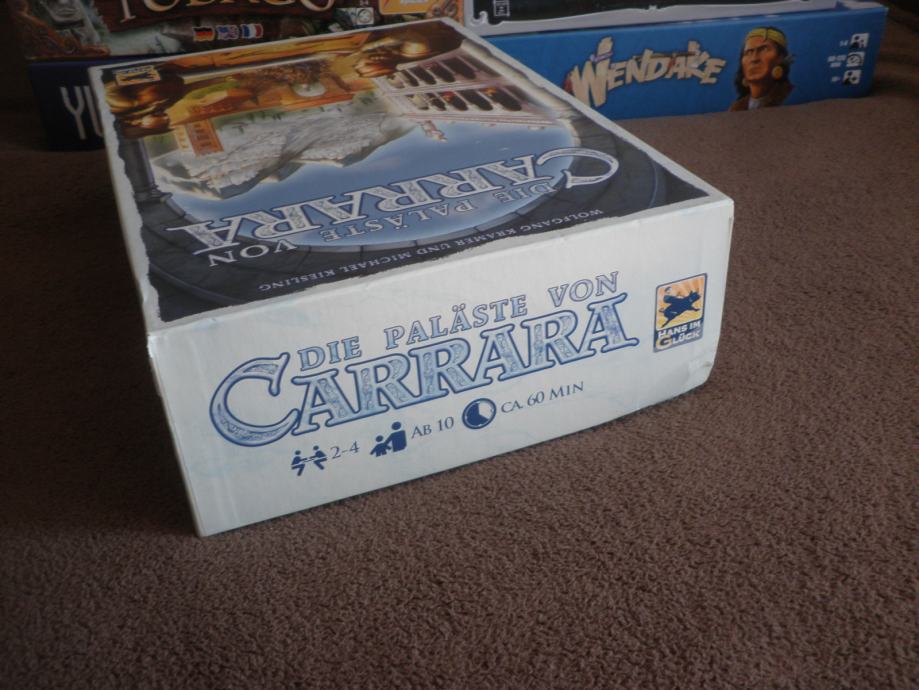 WENDAKE
DIE PALÄSTE VON
CARRARA
WOLFGANG KRAMER UND MICHAEL KIESLING
DIE PALÄSTE VON
CARRARA
2-4 AB 10 CA. 60 MIN
HANS IM
GLÜCK